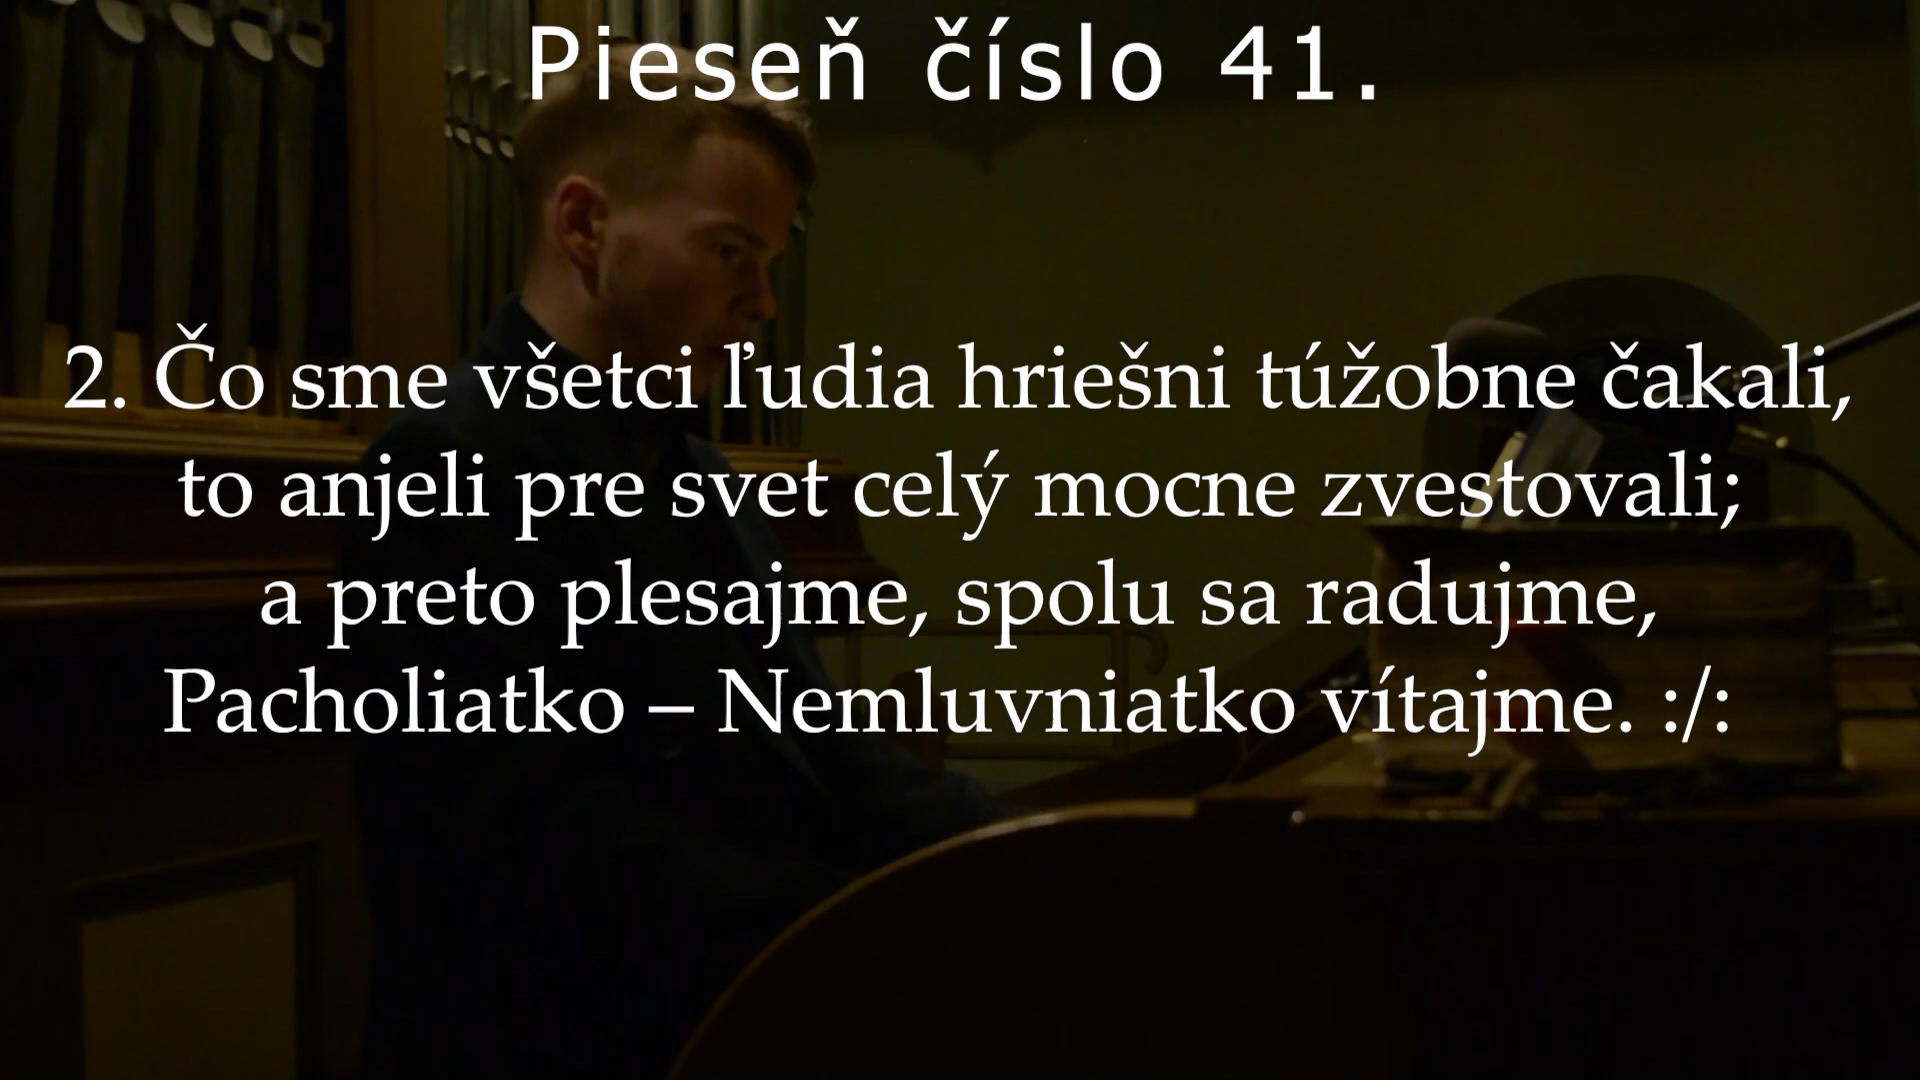 Pieseň číslo 41.
2. Čo sme všetci ľudia hriešni túžobne čakali,
to anjeli pre svet celý mocne zvestovali;
a preto plesajme, spolu sa radujme,
Pacholiatko – Nemluvniatko vítajme. :/: